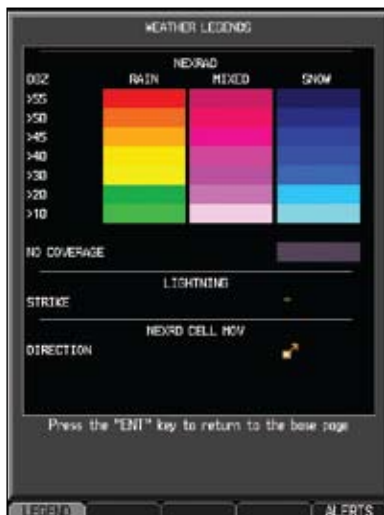 WEATHER LEGENDS
NEXRAD
DBZ RAIN MIXED SNOW
>55
>50
>45
>40
>30
>20
>10
NO COVERAGE
LIGHTNING
STRIKE
NEXRD CELL MOV
DIRECTION
Press the "ENT" key to return to the base page
LEGEND ALERTS